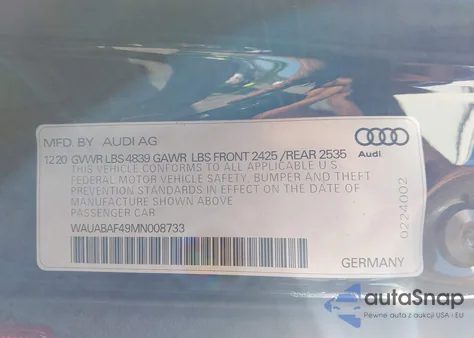 MFD. BY AUDI AG
1220 GVWR LBS 4839 GAWR LBS FRONT 2425 / REAR 2535
THIS VEHICLE CONFORMS TO ALL APPLICABLE U.S.
FEDERAL MOTOR VEHICLE SAFETY, BUMPER AND THEFT
PREVENTION STANDARDS IN EFFECT ON THE DATE OF
MANUFACTURE SHOWN ABOVE
PASSENGER CAR
WAUABAF49MN008733
GERMANY
Audi
0224002
autoSnap
Pewne auta z aukcji USA i EU